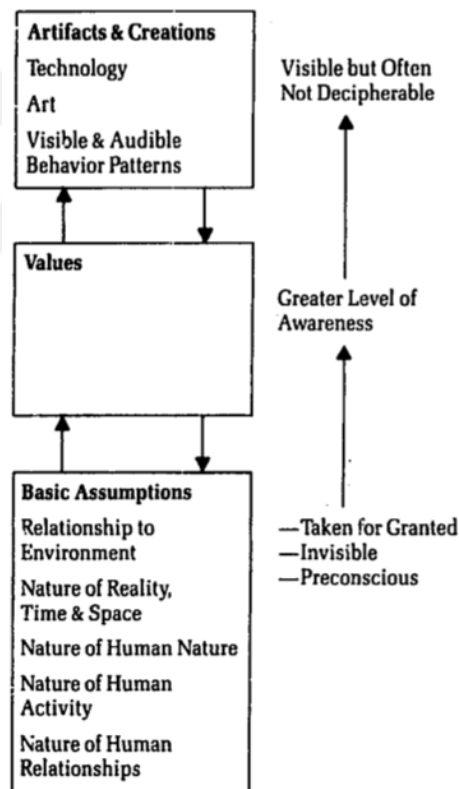 Artifacts & Creations
Technology
Art
Visible & Audible
Behavior Patterns
Visible but Often
Not Decipherable
Values
Greater Level of
Awareness
Basic Assumptions
Relationship to
Environment
Nature of Reality,
Time & Space
Nature of Human Nature
Nature of Human
Activity
Nature of Human
Relationships
—Taken for Granted
—Invisible
—Preconscious